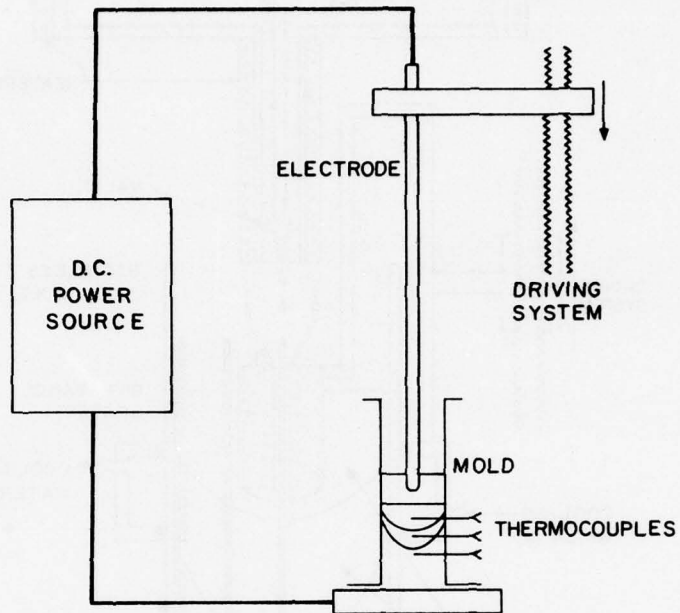 ELECTRODE
D.C.
POWER
SOURCE
DRIVING
SYSTEM
MOLD
THERMOCOUPLES